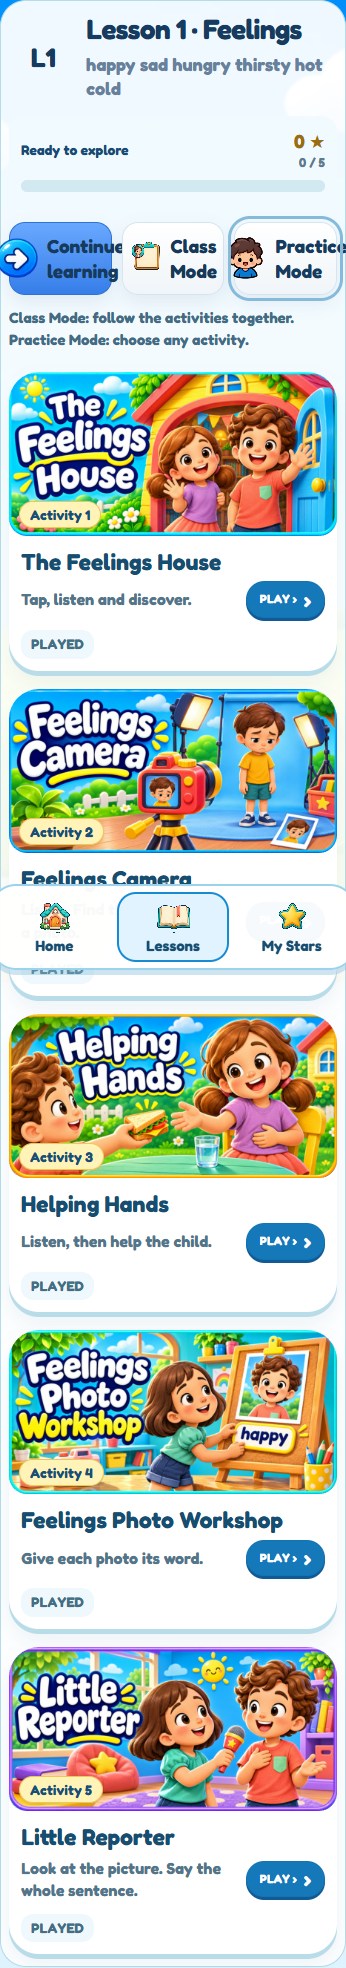 L1
Lesson 1 · Feelings
happy sad hungry thirsty hot
cold
Ready to explore
0 ★
0 / 5
Continue
learning
Class
Mode
Practice
Mode
Class Mode: follow the activities together.
Practice Mode: choose any activity.
The
Feelings
House
Activity 1
The Feelings House
Tap, listen and discover.
PLAY › ›
PLAYED
Feelings
Camera
Activity 2
Feelings Camera
Home
Lessons
My Stars
PLAYED
Helping
Hands
Activity 3
Helping Hands
Listen, then help the child.
PLAY › ›
PLAYED
Feelings
Photo
Workshop
happy
Activity 4
Feelings Photo Workshop
Give each photo its word.
PLAY › ›
PLAYED
Little
Reporter
Activity 5
Little Reporter
Look at the picture. Say the
whole sentence.
PLAY › ›
PLAYED